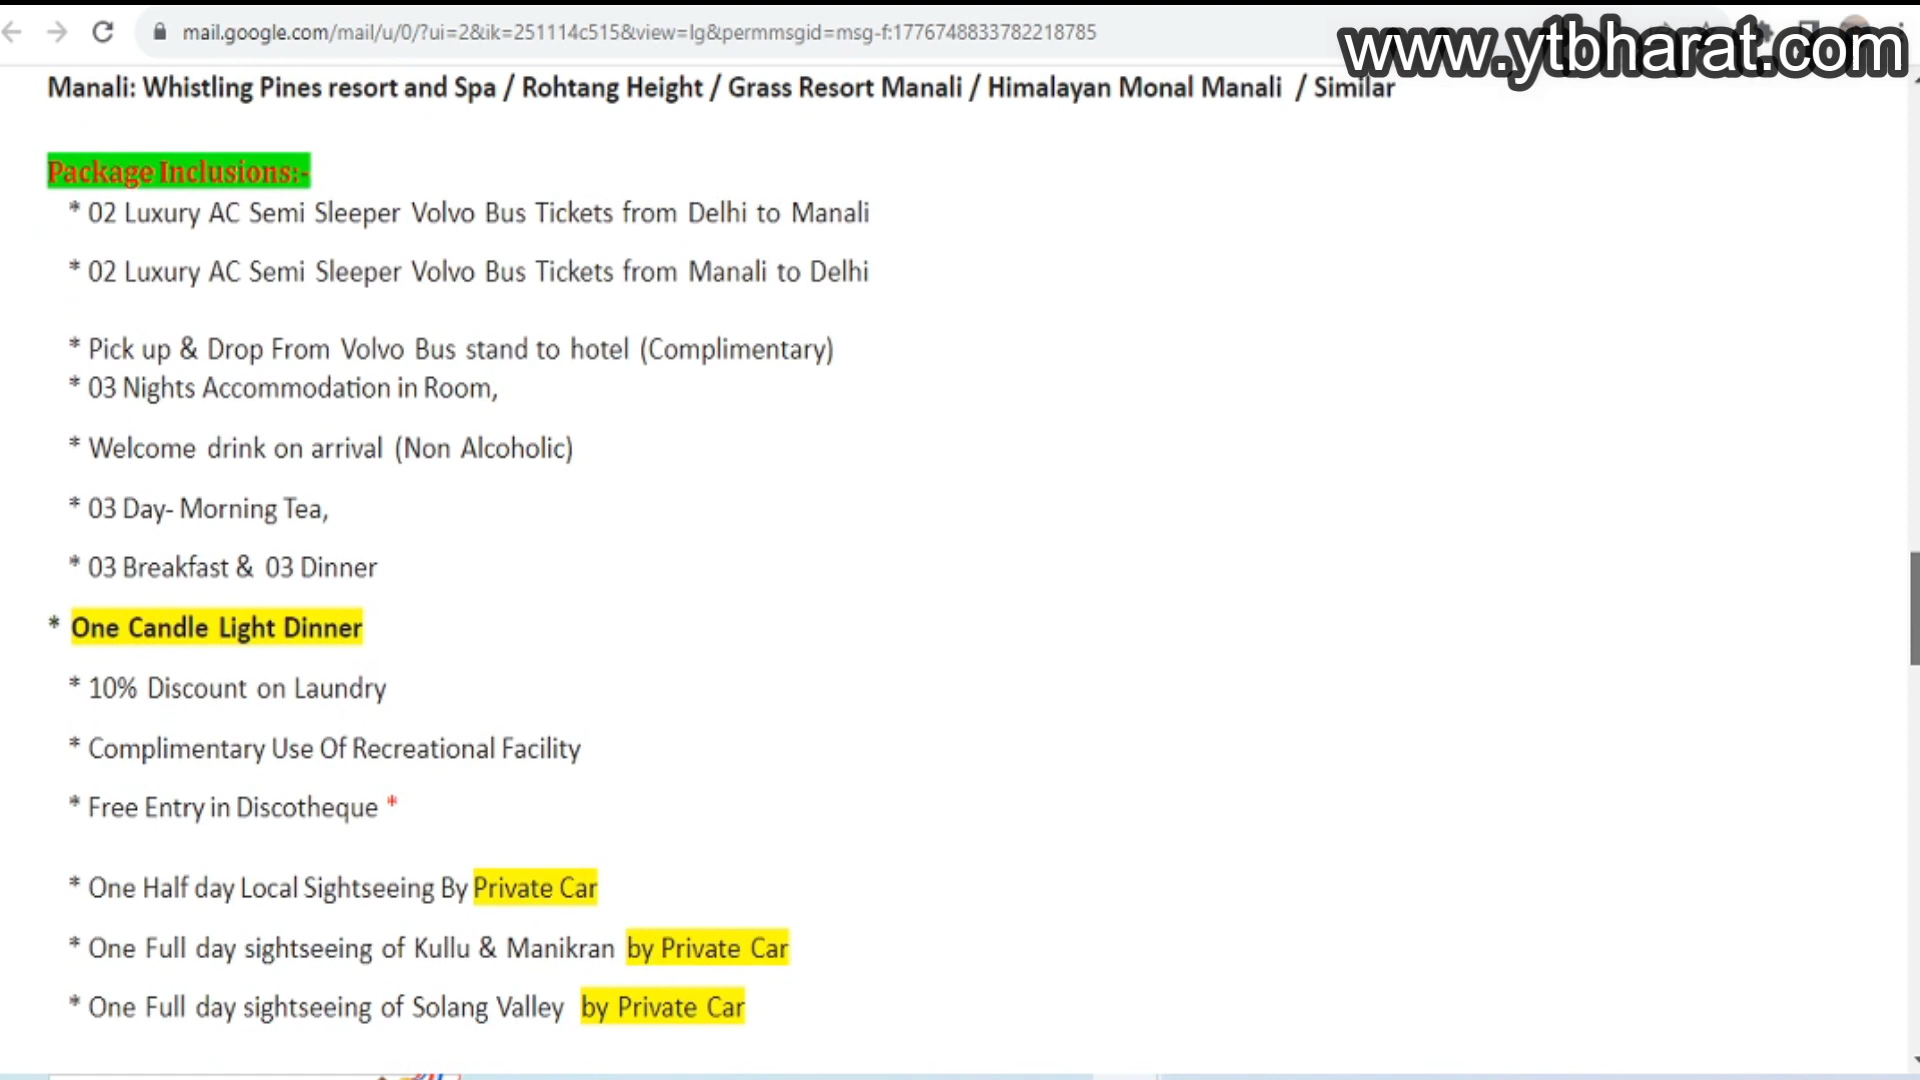 mail.google.com/mail/u/0/?ui=2&ik=251114c515&view=lg&permmsgid=msg-f:1776748833782218785
www.ytbharat.com
Manali: Whistling Pines resort and Spa / Rohtang Height / Grass Resort Manali / Himalayan Monal Manali / Similar
Package Inclusions:-
* 02 Luxury AC Semi Sleeper Volvo Bus Tickets from Delhi to Manali
* 02 Luxury AC Semi Sleeper Volvo Bus Tickets from Manali to Delhi
* Pick up & Drop From Volvo Bus stand to hotel (Complimentary)
* 03 Nights Accommodation in Room,
* Welcome drink on arrival (Non Alcoholic)
* 03 Day- Morning Tea,
* 03 Breakfast & 03 Dinner
* One Candle Light Dinner
* 10% Discount on Laundry
* Complimentary Use Of Recreational Facility
* Free Entry in Discotheque *
* One Half day Local Sightseeing By Private Car
* One Full day sightseeing of Kullu & Manikran by Private Car
* One Full day sightseeing of Solang Valley by Private Car